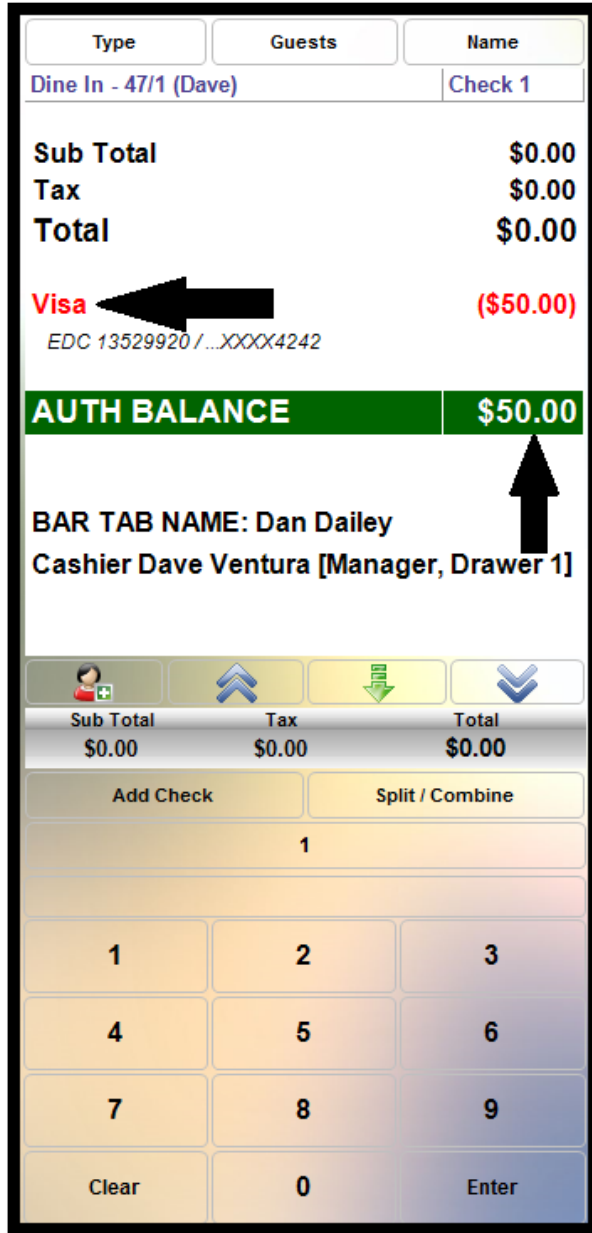 Type Guests Name
Dine In - 47/1 (Dave) Check 1
Sub Total $0.00
Tax $0.00
Total $0.00
Visa ($50.00)
EDC 13529920 / ...XXXX4242
AUTH BALANCE $50.00
BAR TAB NAME: Dan Dailey
Cashier Dave Ventura [Manager, Drawer 1]
Sub Total Tax Total
$0.00 $0.00 $0.00
Add Check Split / Combine
1
1 2 3
4 5 6
7 8 9
Clear 0 Enter